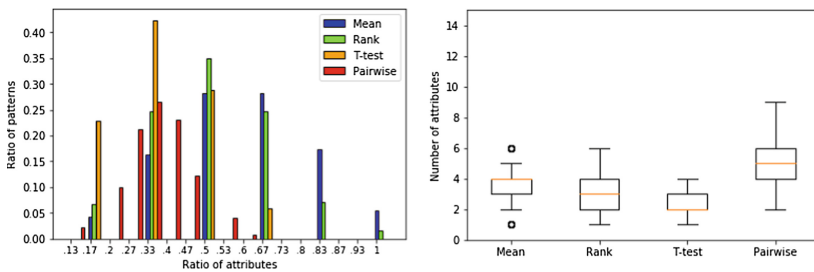 Ratio of patterns
0.40
0.35
0.30
0.25
0.20
0.15
0.10
0.05
0.00
Mean
Rank
T-test
Pairwise
.13 .17 .2 .27 .33 .4 .47 .5 .53 .6 .67 .73 .8 .83 .87 .93 1
Ratio of attributes
Number of attributes
14
12
10
8
6
4
2
0
Mean Rank T-test Pairwise